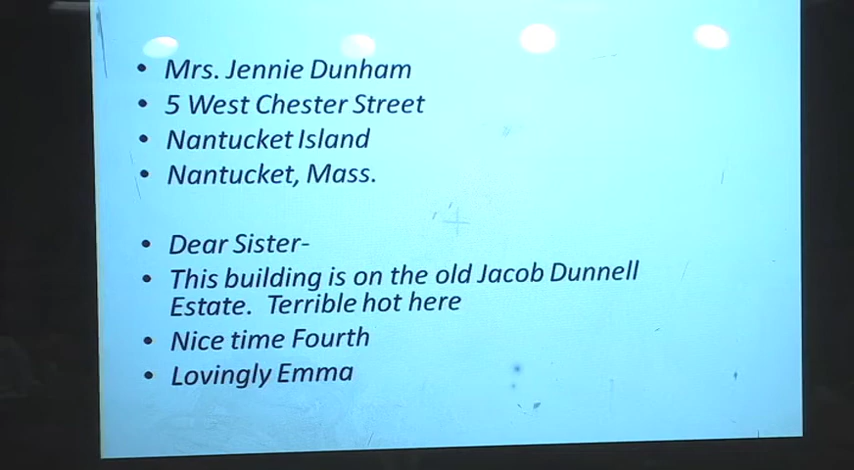 • Mrs. Jennie Dunham
• 5 West Chester Street
• Nantucket Island
• Nantucket, Mass.
• Dear Sister-
• This building is on the old Jacob Dunnell
Estate. Terrible hot here
• Nice time Fourth
• Lovingly Emma